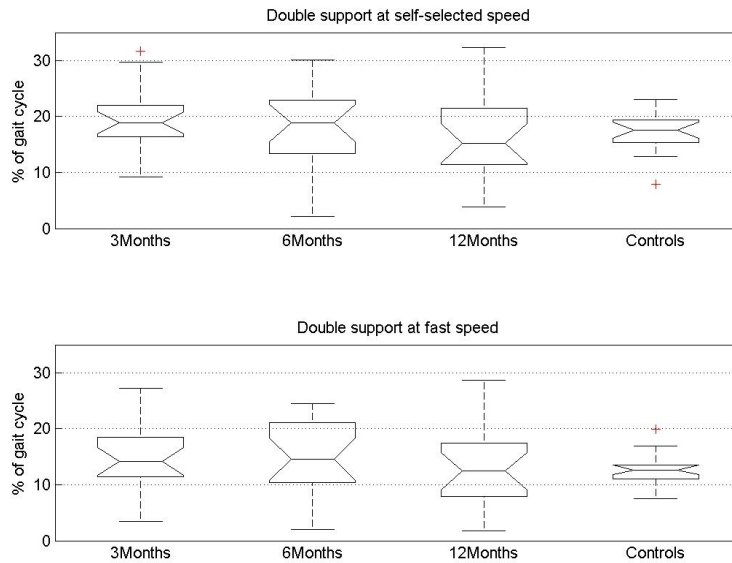 Double support at self-selected speed
% of gait cycle
30
20
10
0
3Months 6Months 12Months Controls
Double support at fast speed
% of gait cycle
30
20
10
0
3Months 6Months 12Months Controls